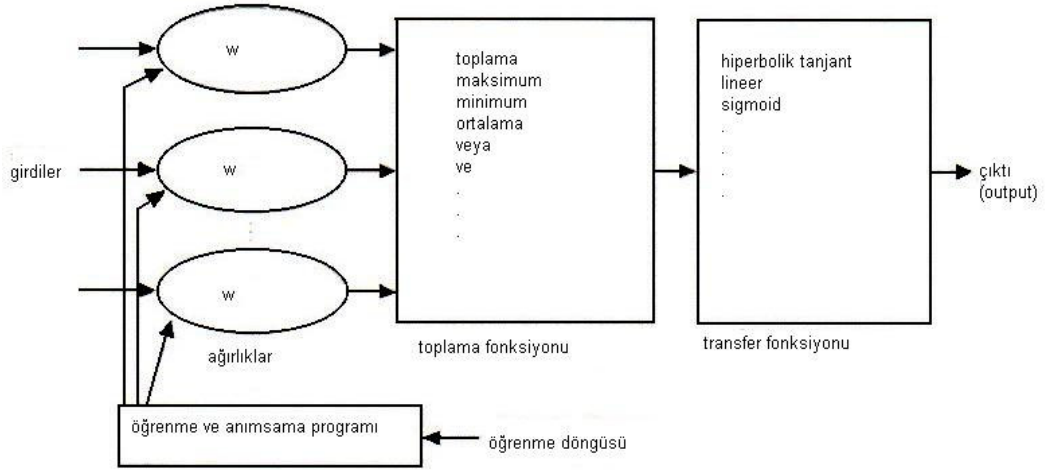 girdiler
w
w
w
ağırlıklar
toplama
maksimum
minimum
ortalama
veya
ve
.
.
.
toplama fonksiyonu
hiperbolik tanjant
lineer
sigmoid
.
.
.
.
transfer fonksiyonu
çıktı
(output)
öğrenme ve anımsama programı
öğrenme döngüsü